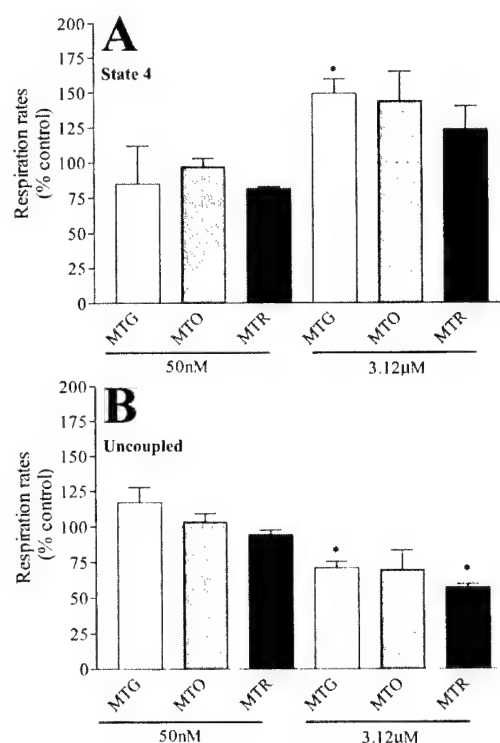 A
State 4
Respiration rates
(% control)
200
175
150
125
100
75
50
25
0
*
MTG MTO MTR MTG MTO MTR
50nM 3.12µM
B
Uncoupled
Respiration rates
(% control)
200
175
150
125
100
75
50
25
0
* *
MTG MTO MTR MTG MTO MTR
50nM 3.12µM